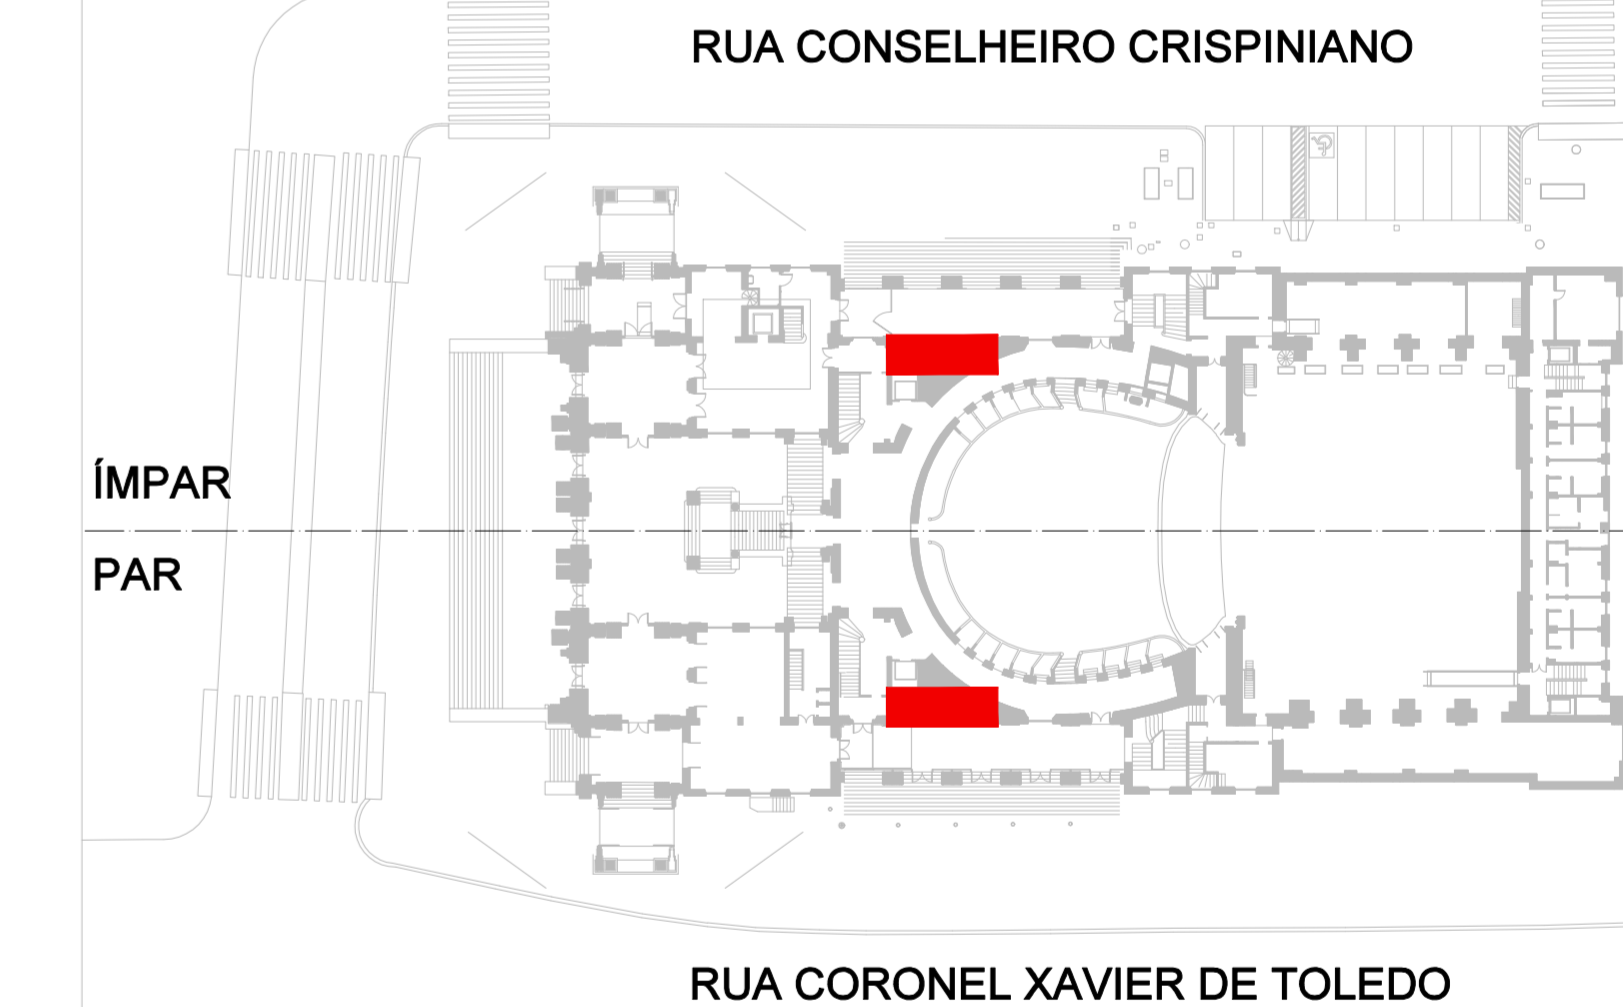 RUA CONSELHEIRO CRISPINIANO
ÍMPAR
PAR
RUA CORONEL XAVIER DE TOLEDO